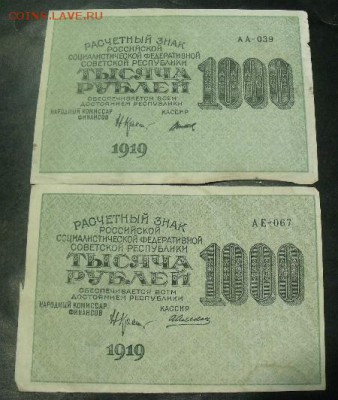 COIN.LAVE.RU
РАСЧЕТНЫЙ ЗНАК
РОССИЙСКОЙ
СОЦИАЛИСТИЧЕСКОЙ ФЕДЕРАТИВНОЙ
СОВЕТСКОЙ РЕСПУБЛИКИ
АА-039
ТЫСЯЧА
РУБЛЕЙ
1000
ОБЕСПЕЧИВАЕТСЯ ВСЕМ
ДОСТОЯНИЕМ РЕСПУБЛИКИ
НАРОДНЫЙ КОМИССАР
ФИНАНСОВ
КАССИР
1919
РАСЧЕТНЫЙ ЗНАК
РОССИЙСКОЙ
СОЦИАЛИСТИЧЕСКОЙ ФЕДЕРАТИВНОЙ
СОВЕТСКОЙ РЕСПУБЛИКИ
АЕ-067
ТЫСЯЧА
РУБЛЕЙ
1000
ОБЕСПЕЧИВАЕТСЯ ВСЕМ
ДОСТОЯНИЕМ РЕСПУБЛИКИ
НАРОДНЫЙ КОМИССАР
ФИНАНСОВ
КАССИР
1919